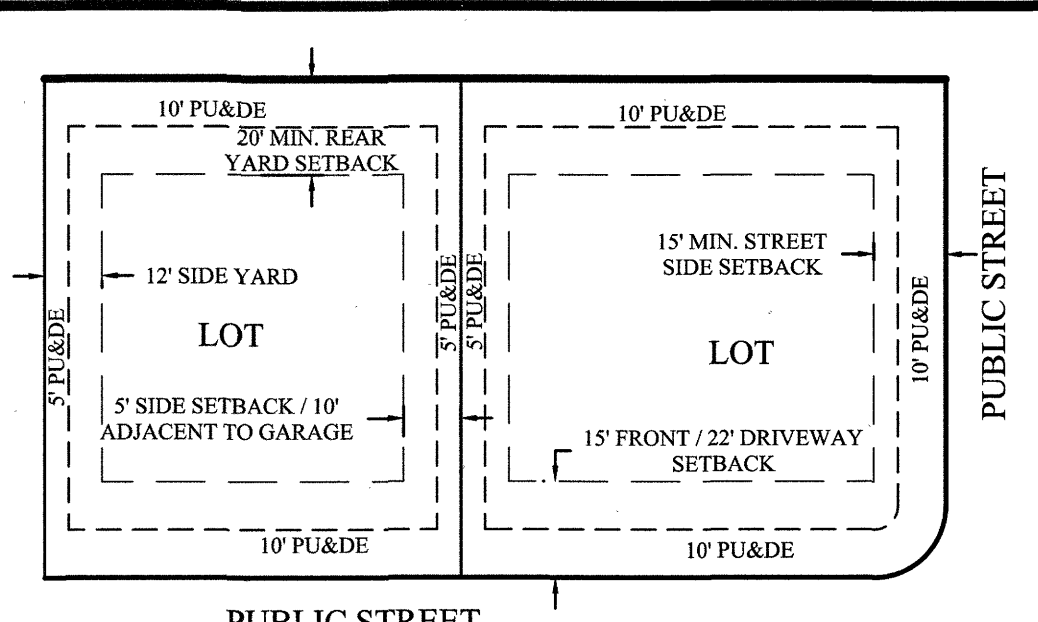 10' PU&DE
10' PU&DE
20' MIN. REAR
YARD SETBACK
15' MIN. STREET
SIDE SETBACK
12' SIDE YARD
5' PU&DE
5' PU&DE
5' PU&DE
10' PU&DE
PUBLIC STREET
LOT
LOT
5' SIDE SETBACK / 10'
ADJACENT TO GARAGE
15' FRONT / 22' DRIVEWAY
SETBACK
10' PU&DE
10' PU&DE
PUBLIC STREET